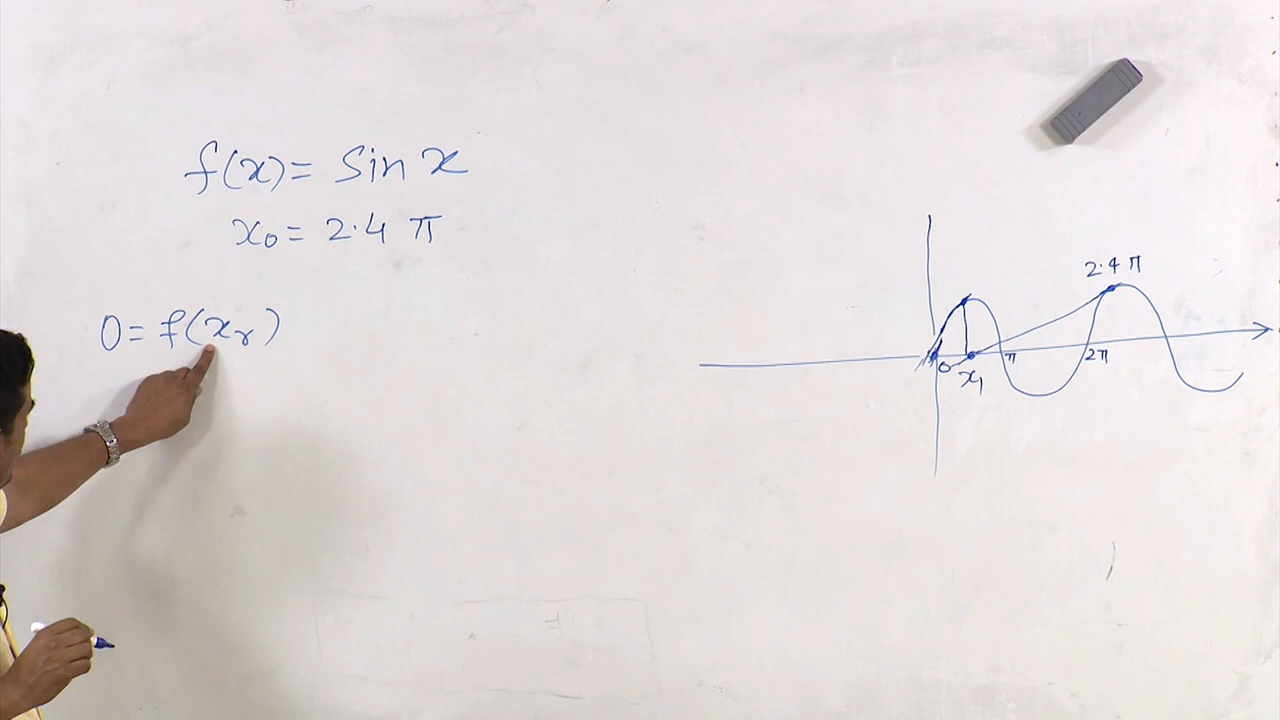 f(x) = Sin x
x₀ = 2.4 π
0 = f(xᵣ)
2.4 π
0
x₁
π
2π